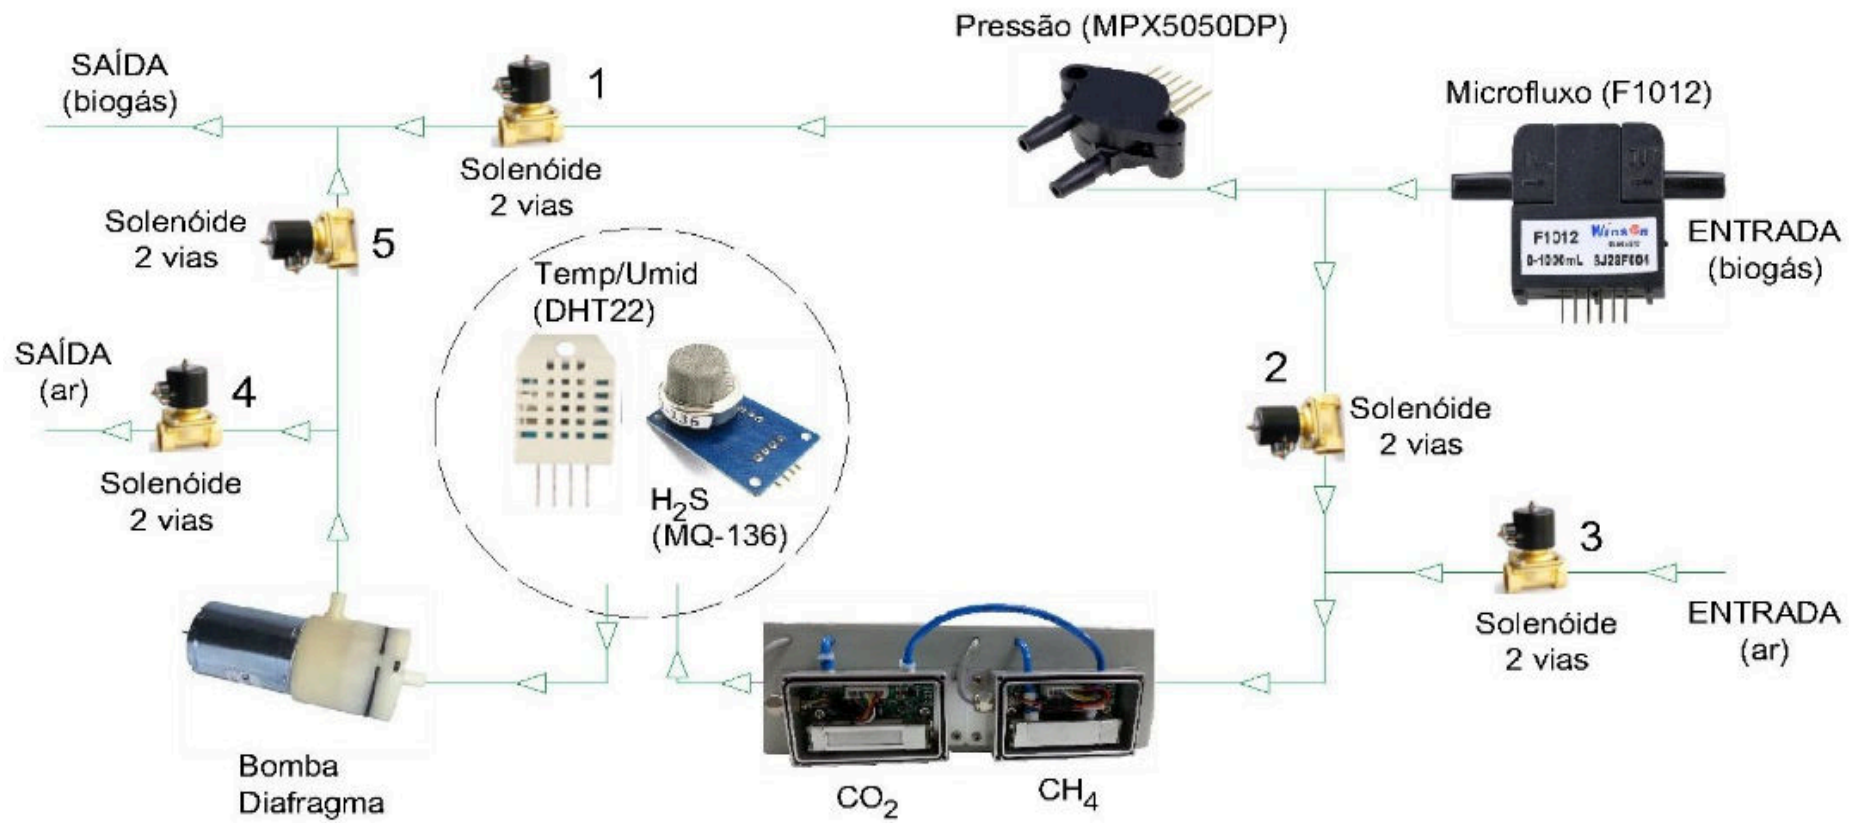 Pressão (MPX5050DP)
SAÍDA
(biogás)
1
Microfluxo (F1012)
Solenóide
2 vias
Solenóide
2 vias
5
F1012 Winsen
ENTRADA
(biogás)
Temp/Umid
(DHT22)
SAÍDA
(ar)
4
2
Solenóide
2 vias
136
Solenóide
2 vias
H₂S
(MQ-136)
3
Solenóide
2 vias
ENTRADA
(ar)
Bomba
Diafragma
CO₂
CH₄